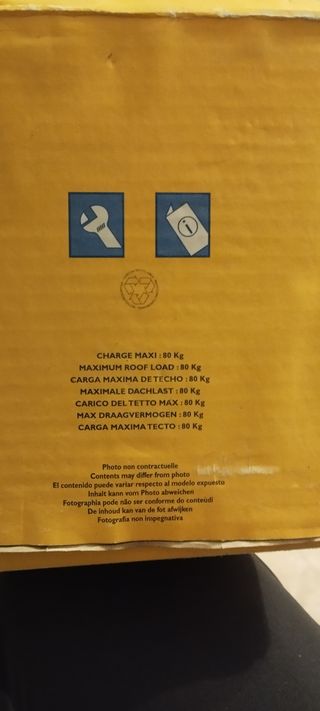 CHARGE MAXI : 80 Kg
MAXIMUM ROOF LOAD : 80 Kg
CARGA MAXIMA DE TECHO : 80 Kg
MAXIMALE DACHLAST : 80 Kg
CARICO DEL TETTO MAX : 80 Kg
MAX DRAAGVERMOGEN : 80 Kg
CARGA MAXIMA TECTO : 80 Kg
Photo non contractuelle
Contents may differ from photo
El contenido puede variar respecto al modelo expuesto
Inhalt kann vom Photo abweichen
Fotographia pode não ser conforme do conteúdi
De inhoud kan van de fot afwijken
Fotografia non impegnativa